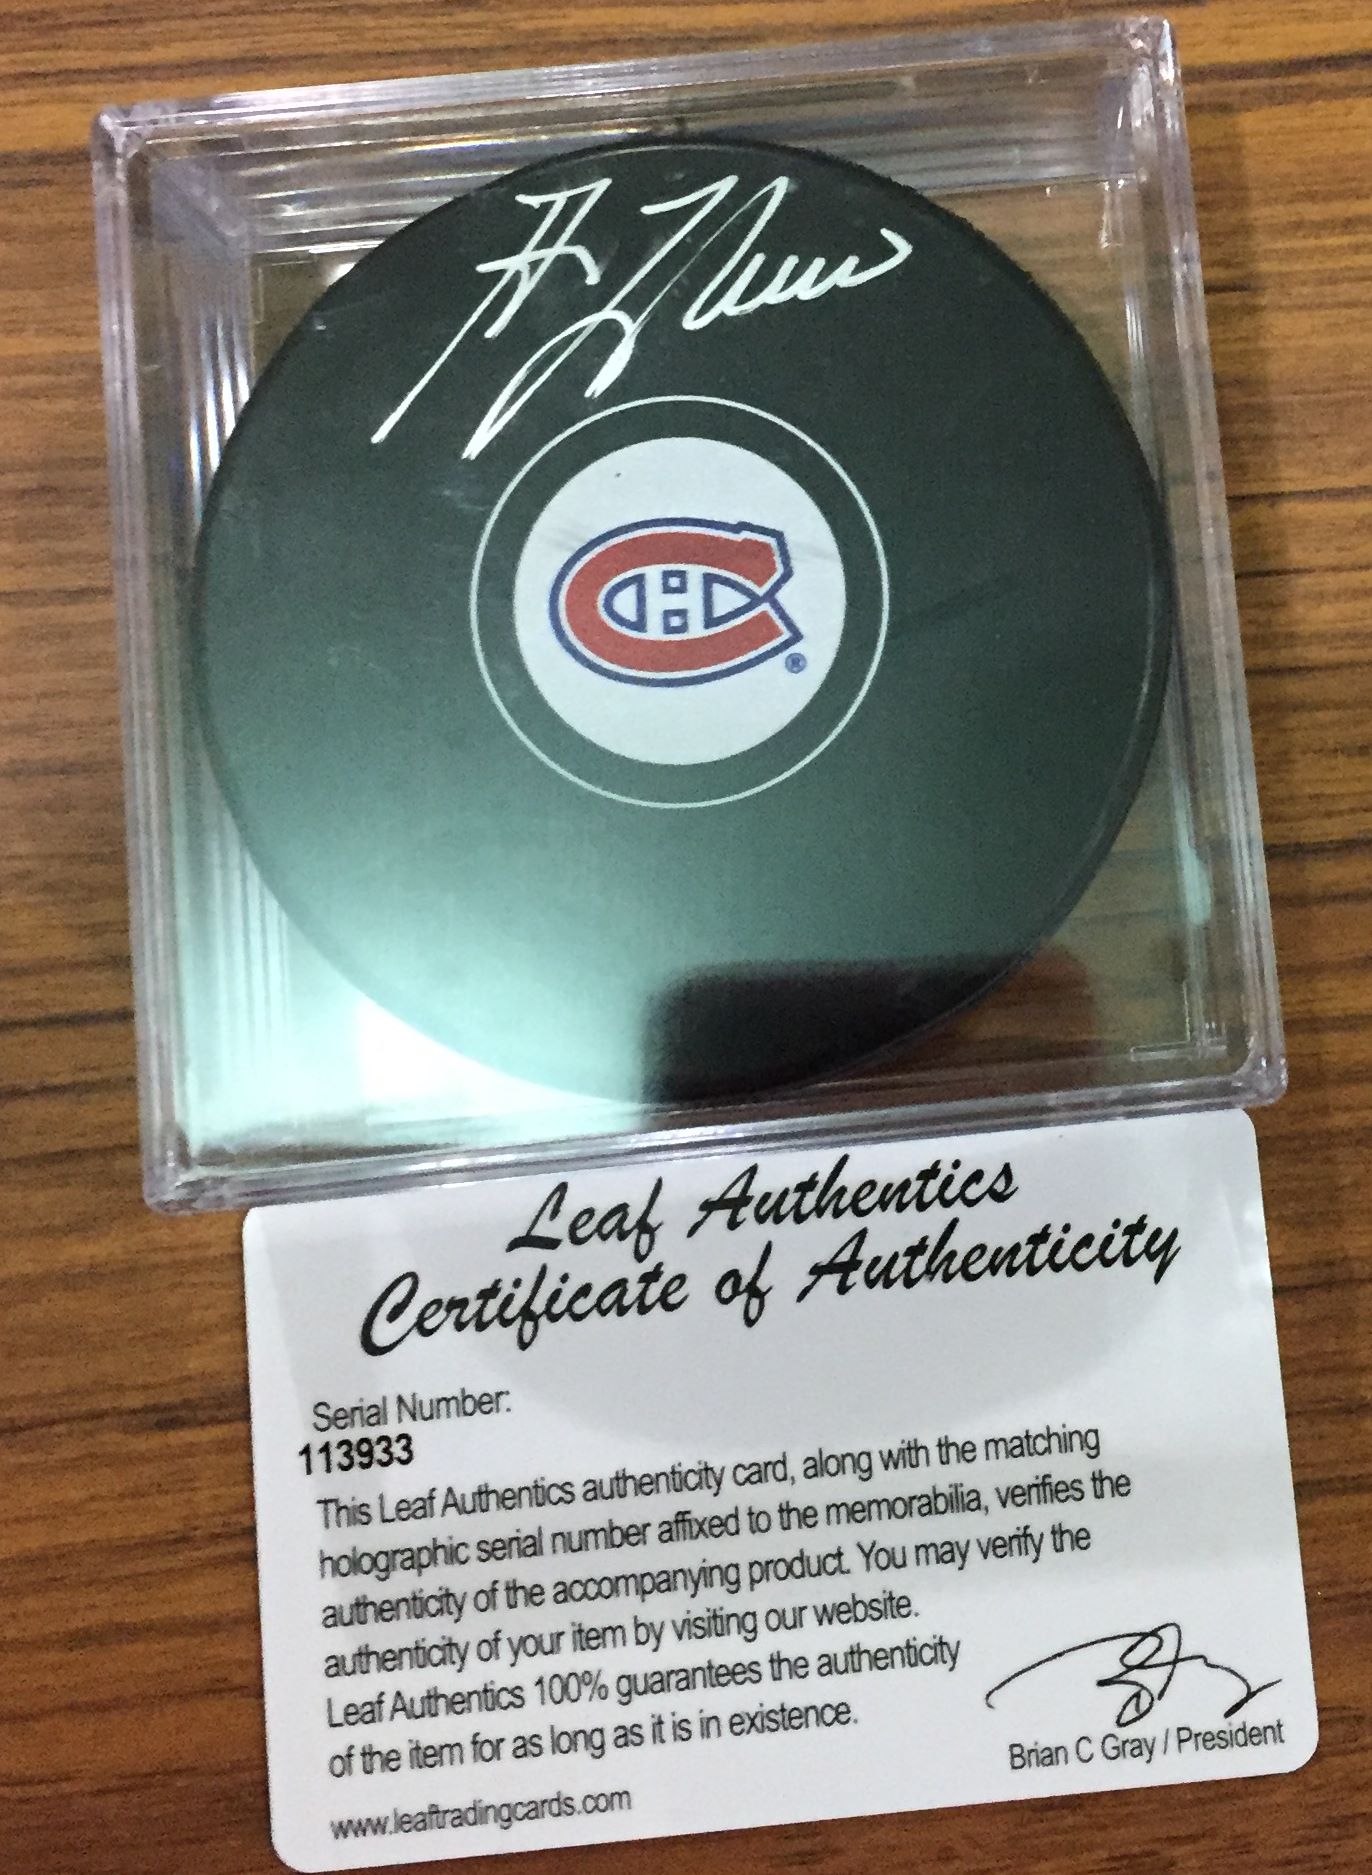 ®
Leaf Authentics
Certificate of Authenticity
Serial Number:
113933
This Leaf Authentics authenticity card, along with the matching
holographic serial number affixed to the memorabilia, verifies the
authenticity of the accompanying product. You may verify the
authenticity of your item by visiting our website.
Leaf Authentics 100% guarantees the authenticity
of the item for as long as it is in existence.
Brian C Gray / President
www.leaftradingcards.com